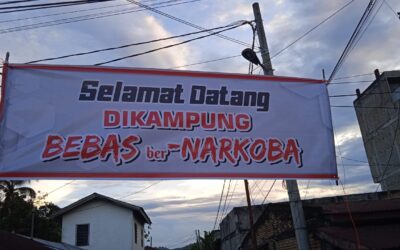 Selamat Datang
DIKAMPUNG
BEBAS ber-NARKOBA